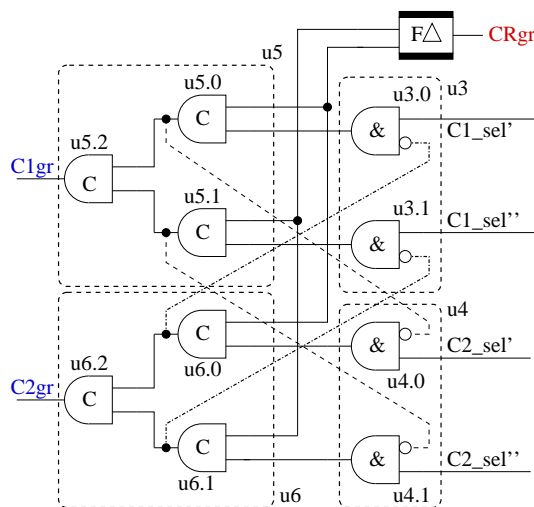 F△ CRgr
u5
u5.0 u3.0 u3
C & C1_sel'
u5.2
C1gr C
u5.1 u3.1
C & C1_sel''
u4
C &
u6.2 u6.0 u4.0 C2_sel'
C2gr C
C & C2_sel''
u6.1 u6 u4.1